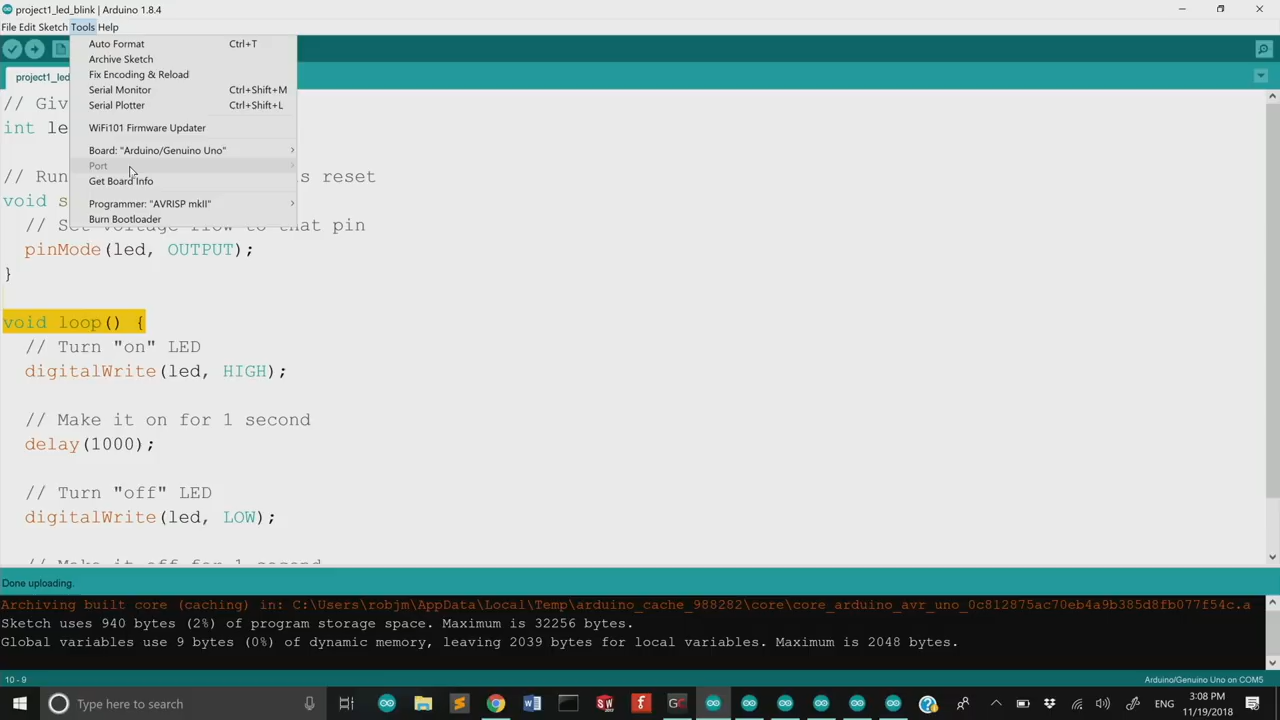 project1_led_blink | Arduino 1.8.4
File Edit Sketch Tools Help
Auto Format Ctrl+T
Archive Sketch
Fix Encoding & Reload
Serial Monitor Ctrl+Shift+M
Serial Plotter Ctrl+Shift+L
WiFi101 Firmware Updater
Board: "Arduino/Genuino Uno"
Port
Get Board Info
Programmer: "AVRISP mkII"
Burn Bootloader
project1_led
// Giv
int le
// Run s reset
void s
// Set voltage flow to that pin
pinMode(led, OUTPUT);
}
void loop() {
// Turn "on" LED
digitalWrite(led, HIGH);
// Make it on for 1 second
delay(1000);
// Turn "off" LED
digitalWrite(led, LOW);
// Make it off for 1 second
Done uploading.
Archiving built core (caching) in: C:\Users\robjm\AppData\Local\Temp\arduino_cache_988282\core\core_arduino_avr_uno_0c812875ac70eb4a9b385d8fb077f54c.a
Sketch uses 940 bytes (2%) of program storage space. Maximum is 32256 bytes.
Global variables use 9 bytes (0%) of dynamic memory, leaving 2039 bytes for local variables. Maximum is 2048 bytes.
10 - 9 Arduino/Genuino Uno on COM5
Type here to search
ENG
3:08 PM
11/19/2018